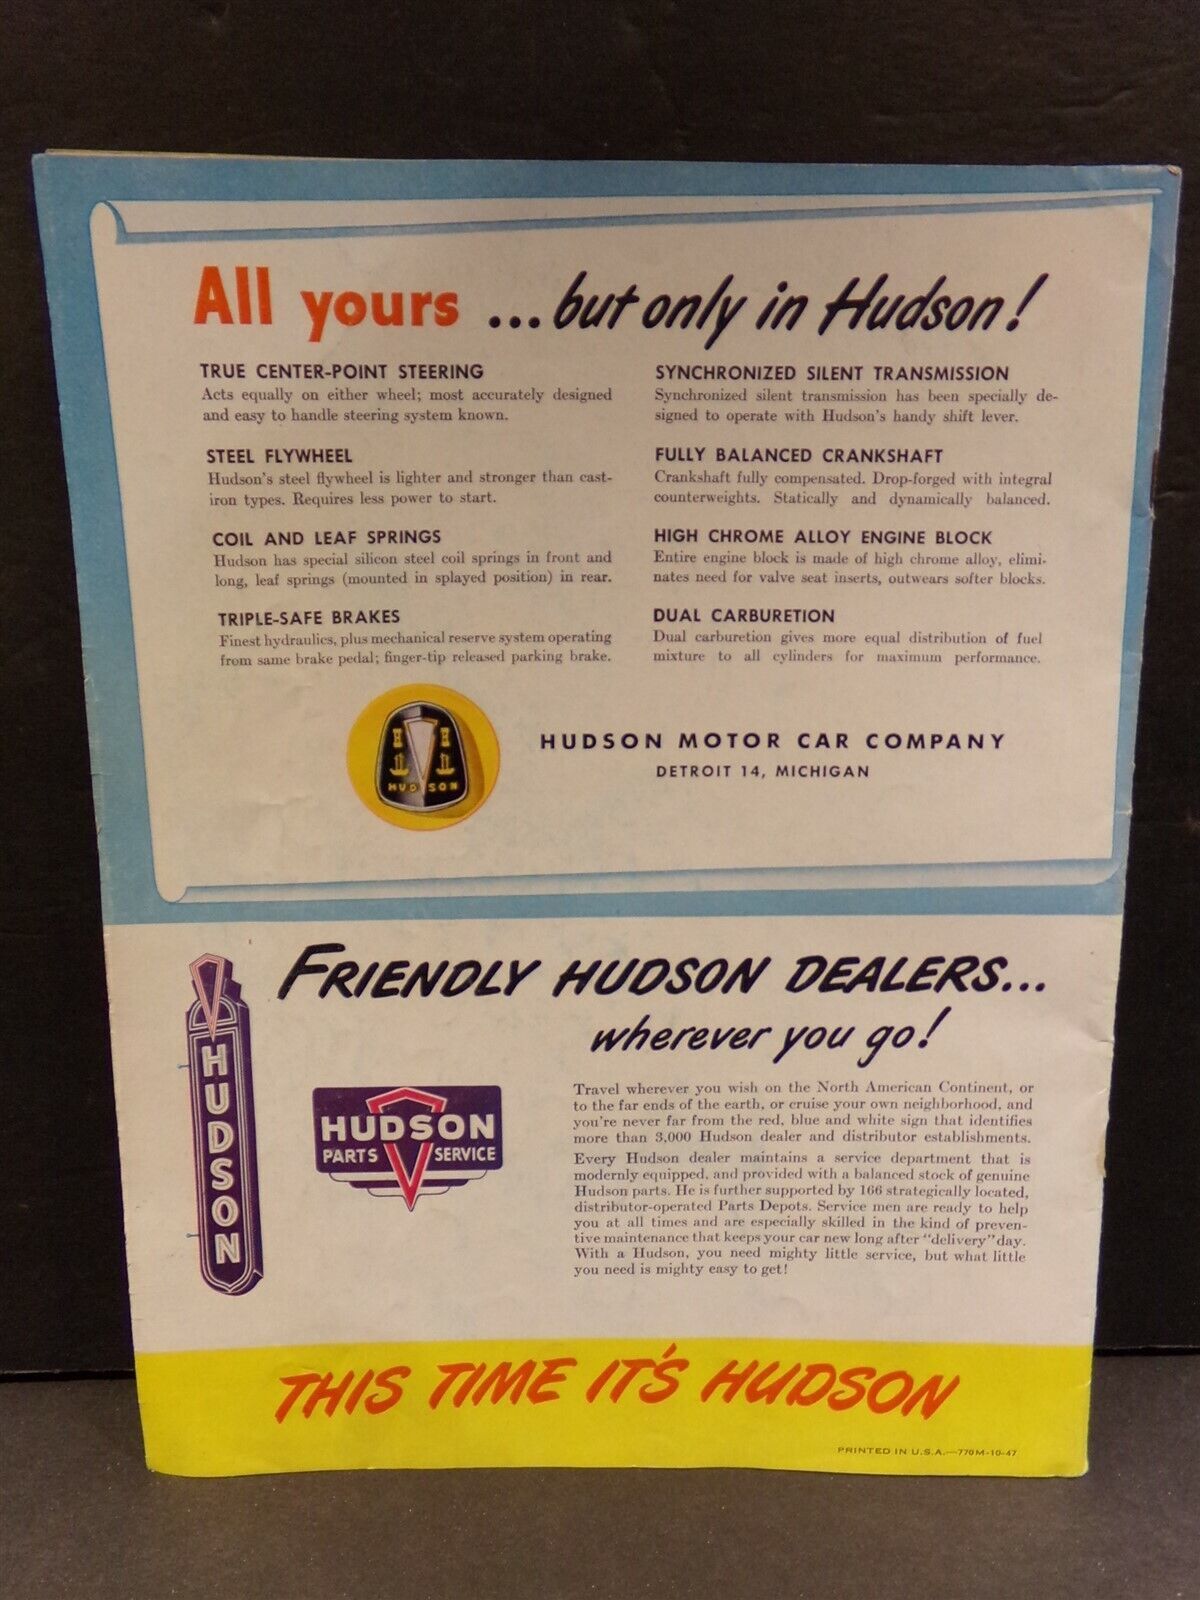 All yours ...but only in Hudson!
TRUE CENTER-POINT STEERING
Acts equally on either wheel; most accurately designed
and easy to handle steering system known.
STEEL FLYWHEEL
Hudson's steel flywheel is lighter and stronger than cast-
iron types. Requires less power to start.
COIL AND LEAF SPRINGS
Hudson has special silicon steel coil springs in front and
long, leaf springs (mounted in splayed position) in rear.
TRIPLE-SAFE BRAKES
Finest hydraulics, plus mechanical reserve system operating
from same brake pedal; finger-tip released parking brake.
SYNCHRONIZED SILENT TRANSMISSION
Synchronized silent transmission has been specially de-
signed to operate with Hudson's handy shift lever.
FULLY BALANCED CRANKSHAFT
Crankshaft fully compensated. Drop-forged with integral
counterweights. Statically and dynamically balanced.
HIGH CHROME ALLOY ENGINE BLOCK
Entire engine block is made of high chrome alloy, elimi-
nates need for valve seat inserts, outwears softer blocks.
DUAL CARBURETION
Dual carburetion gives more equal distribution of fuel
mixture to all cylinders for maximum performance.
HUDSON
HUDSON MOTOR CAR COMPANY
DETROIT 14, MICHIGAN
FRIENDLY HUDSON DEALERS...
wherever you go!
HUDSON
HUDSON
PARTS SERVICE
Travel wherever you wish on the North American Continent, or
to the far ends of the earth, or cruise your own neighborhood, and
you're never far from the red, blue and white sign that identifies
more than 3,000 Hudson dealer and distributor establishments.
Every Hudson dealer maintains a service department that is
modernly equipped, and provided with a balanced stock of genuine
Hudson parts. He is further supported by 166 strategically located,
distributor-operated Parts Depots. Service men are ready to help
you at all times and are especially skilled in the kind of preven-
tive maintenance that keeps your car new long after "delivery" day.
With a Hudson, you need mighty little service, but what little
you need is mighty easy to get!
THIS TIME IT'S HUDSON
PRINTED IN U.S.A.—770M-10-47